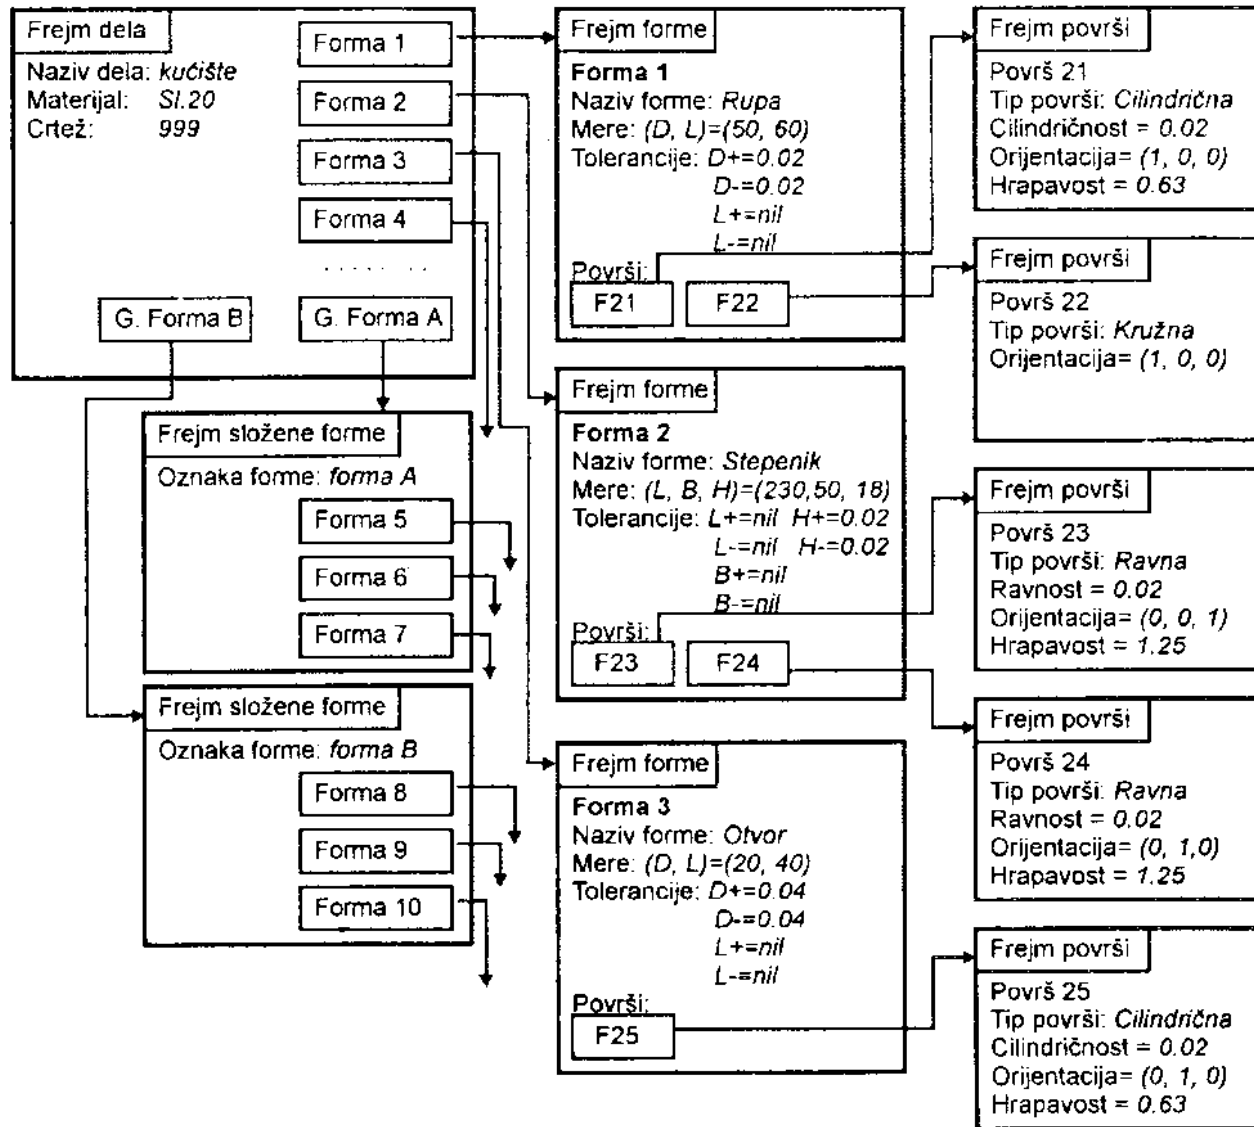 Frejm dela
Naziv dela: kućište
Materijal: Sl.20
Crtež: 999
Forma 1
Forma 2
Forma 3
Forma 4
. . . . . . . .
G. Forma B
G. Forma A
Frejm složene forme
Oznaka forme: forma A
Forma 5
Forma 6
Forma 7
Frejm složene forme
Oznaka forme: forma B
Forma 8
Forma 9
Forma 10
Frejm forme
Forma 1
Naziv forme: Rupa
Mere: (D, L)=(50, 60)
Tolerancije: D+=0.02
D-=0.02
L+=nil
L-=nil
Površi:
F21
F22
Frejm forme
Forma 2
Naziv forme: Stepenik
Mere: (L, B, H)=(230,50, 18)
Tolerancije: L+=nil H+=0.02
L-=nil H-=0.02
B+=nil
B-=nil
Površi:
F23
F24
Frejm forme
Forma 3
Naziv forme: Otvor
Mere: (D, L)=(20, 40)
Tolerancije: D+=0.04
D-=0.04
L+=nil
L-=nil
Površi:
F25
Frejm površi
Površ 21
Tip površi: Cilindrična
Cilindričnost = 0.02
Orijentacija= (1, 0, 0)
Hrapavost = 0.63
Frejm površi
Površ 22
Tip površi: Kružna
Orijentacija= (1, 0, 0)
Frejm površi
Površ 23
Tip površi: Ravna
Ravnost = 0.02
Orijentacija= (0, 0, 1)
Hrapavost = 1.25
Frejm površi
Površ 24
Tip površi: Ravna
Ravnost = 0.02
Orijentacija= (0, 1,0)
Hrapavost = 1.25
Frejm površi
Površ 25
Tip površi: Cilindrična
Cilindričnost = 0.02
Orijentacija= (0, 1, 0)
Hrapavost = 0.63